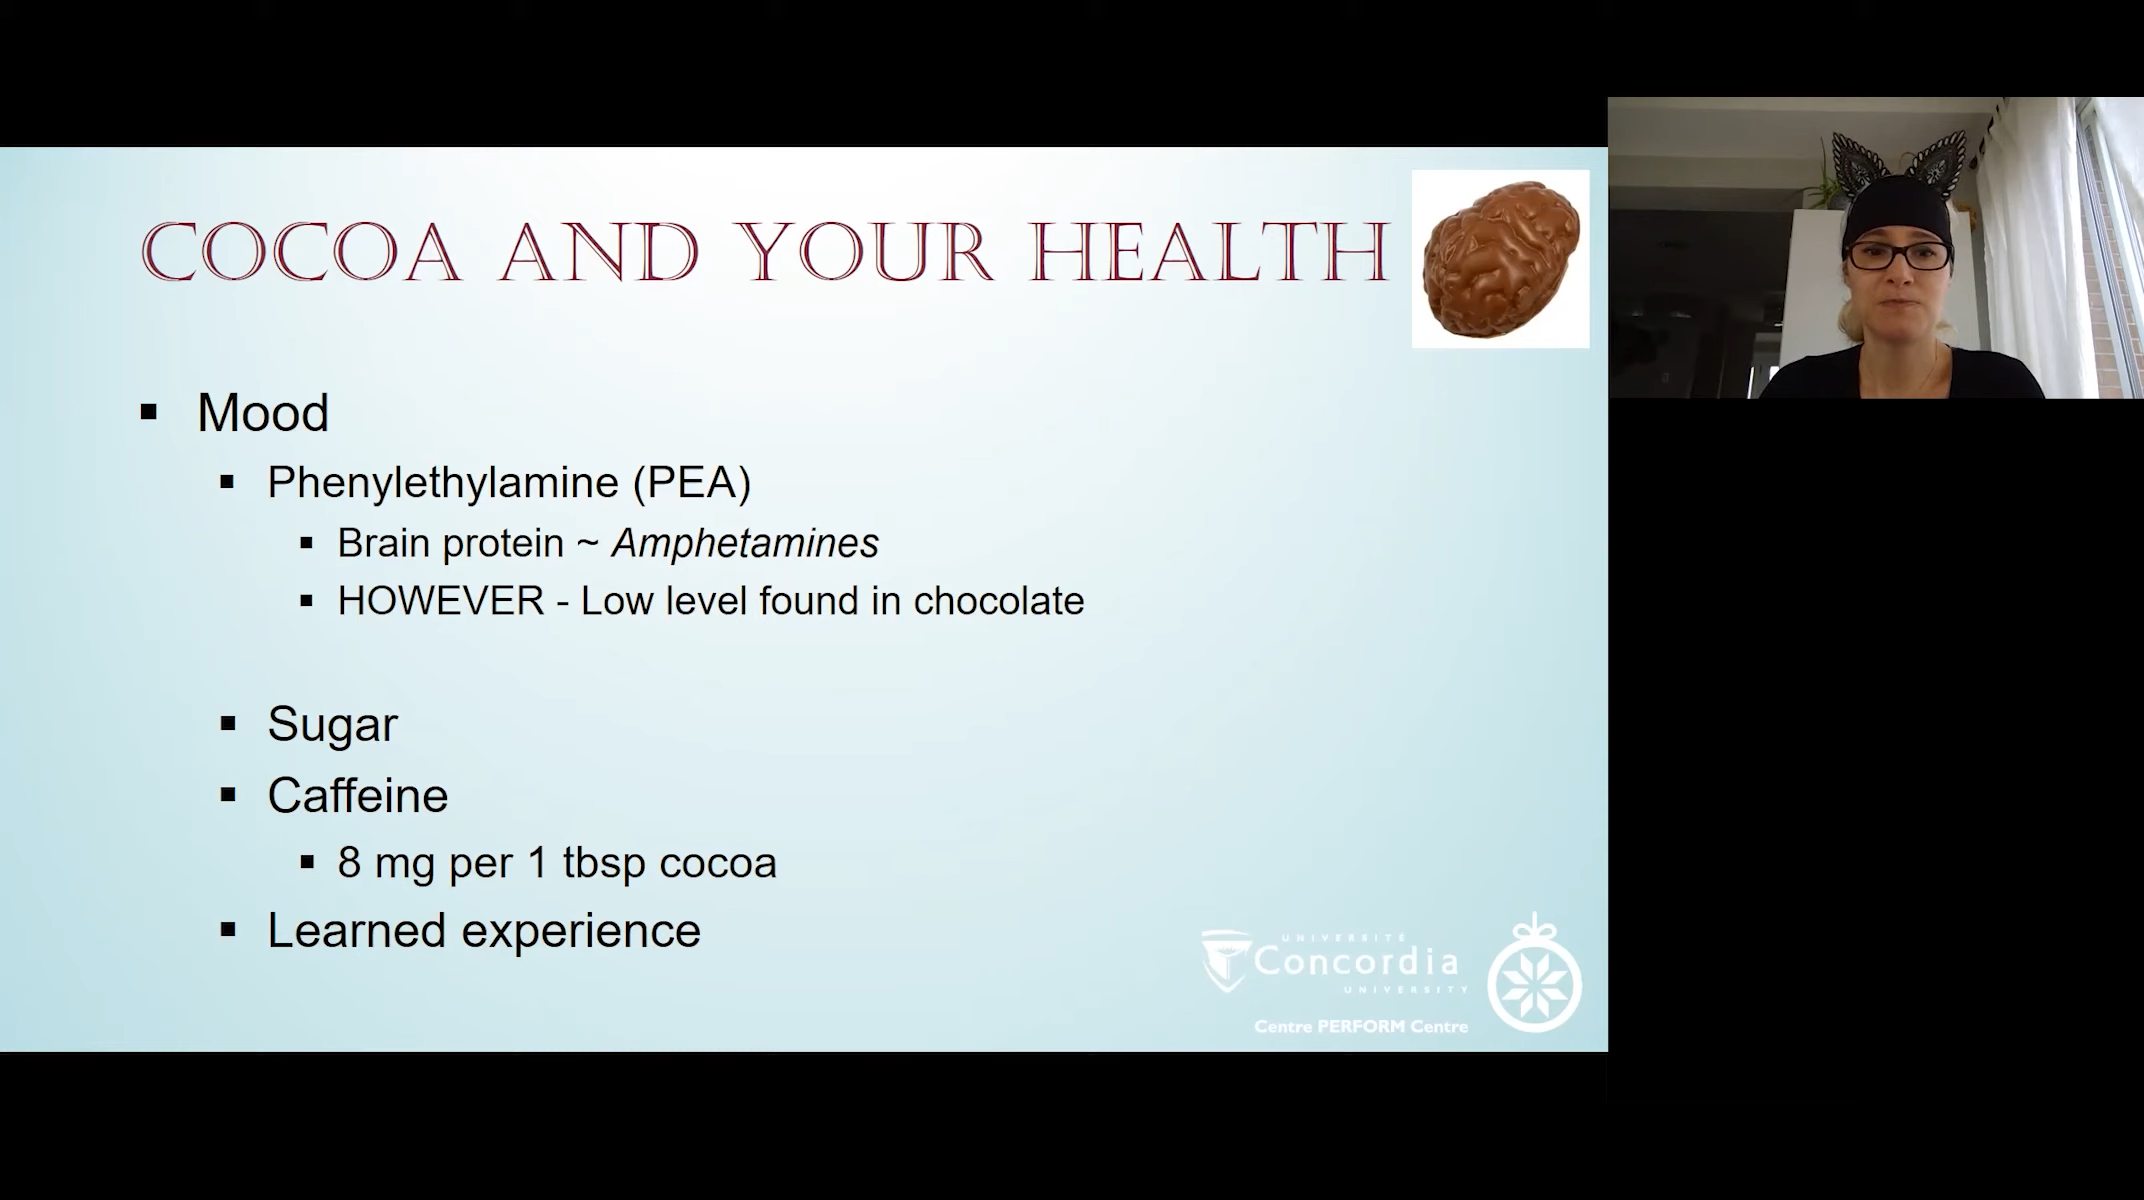 COCOA AND YOUR HEALTH
▪ Mood
▪ Phenylethylamine (PEA)
▪ Brain protein ~ Amphetamines
▪ HOWEVER - Low level found in chocolate
▪ Sugar
▪ Caffeine
▪ 8 mg per 1 tbsp cocoa
▪ Learned experience
UNIVERSITÉ
Concordia
UNIVERSITY
Centre PERFORM Centre